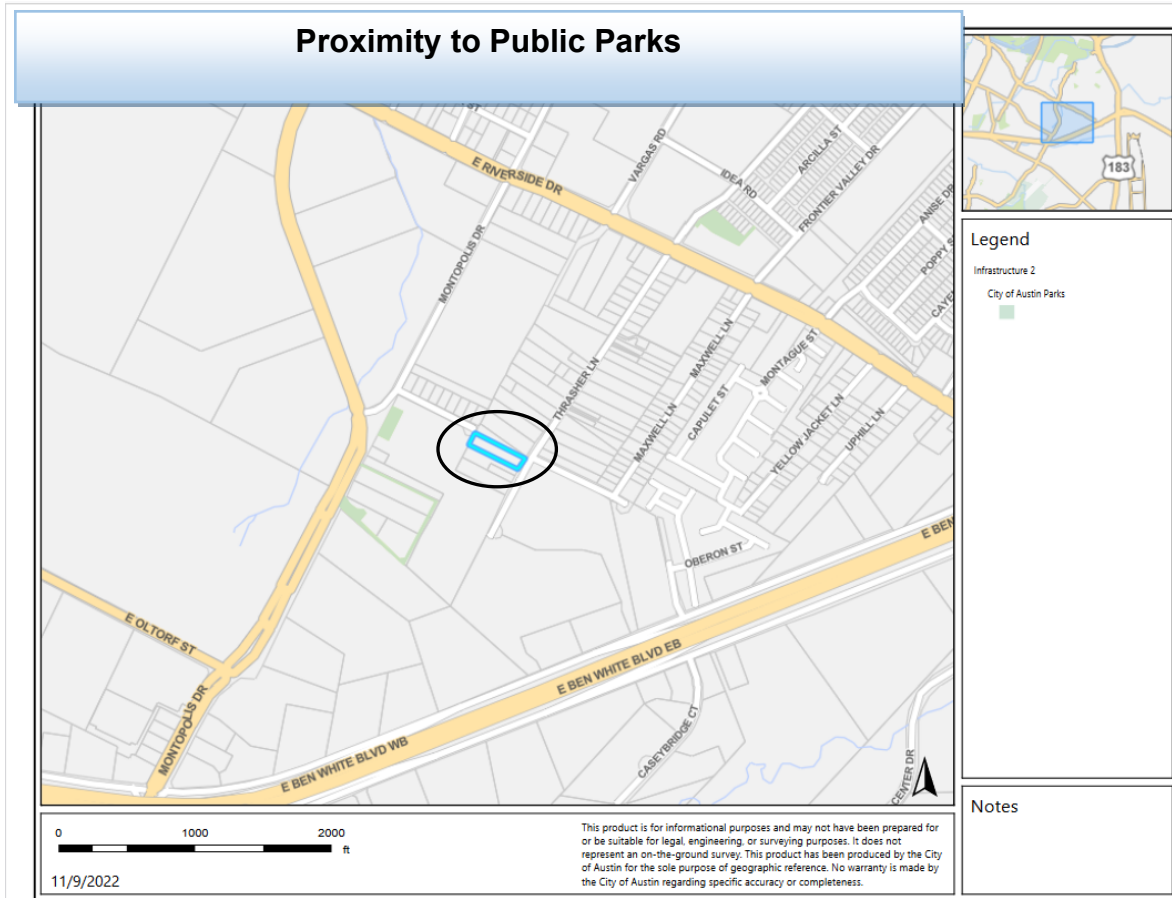 Proximity to Public Parks
ST
E RIVERSIDE DR
VARGAS RD
IDEA RD
ARCILLA ST
FRONTIER VALLEY DR
ANISE DR
MONTOPOLIS DR
THRASHER LN
MAXWELL LN
MAXWELL LN
CAPULET ST
MONTAGUE ST
YELLOW JACKET LN
UPHILL LN
OBERON ST
E BEN
E OLTORF ST
MONTOPOLIS DR
E BEN WHITE BLVD EB
E BEN WHITE BLVD WB
CASEYBRIDGE CT
CENTER DR
183
Legend
Infrastructure 2
City of Austin Parks
Notes
0 1000 2000
ft
11/9/2022
This product is for informational purposes and may not have been prepared for
or be suitable for legal, engineering, or surveying purposes. It does not
represent an on-the-ground survey. This product has been produced by the City
of Austin for the sole purpose of geographic reference. No warranty is made by
the City of Austin regarding specific accuracy or completeness.